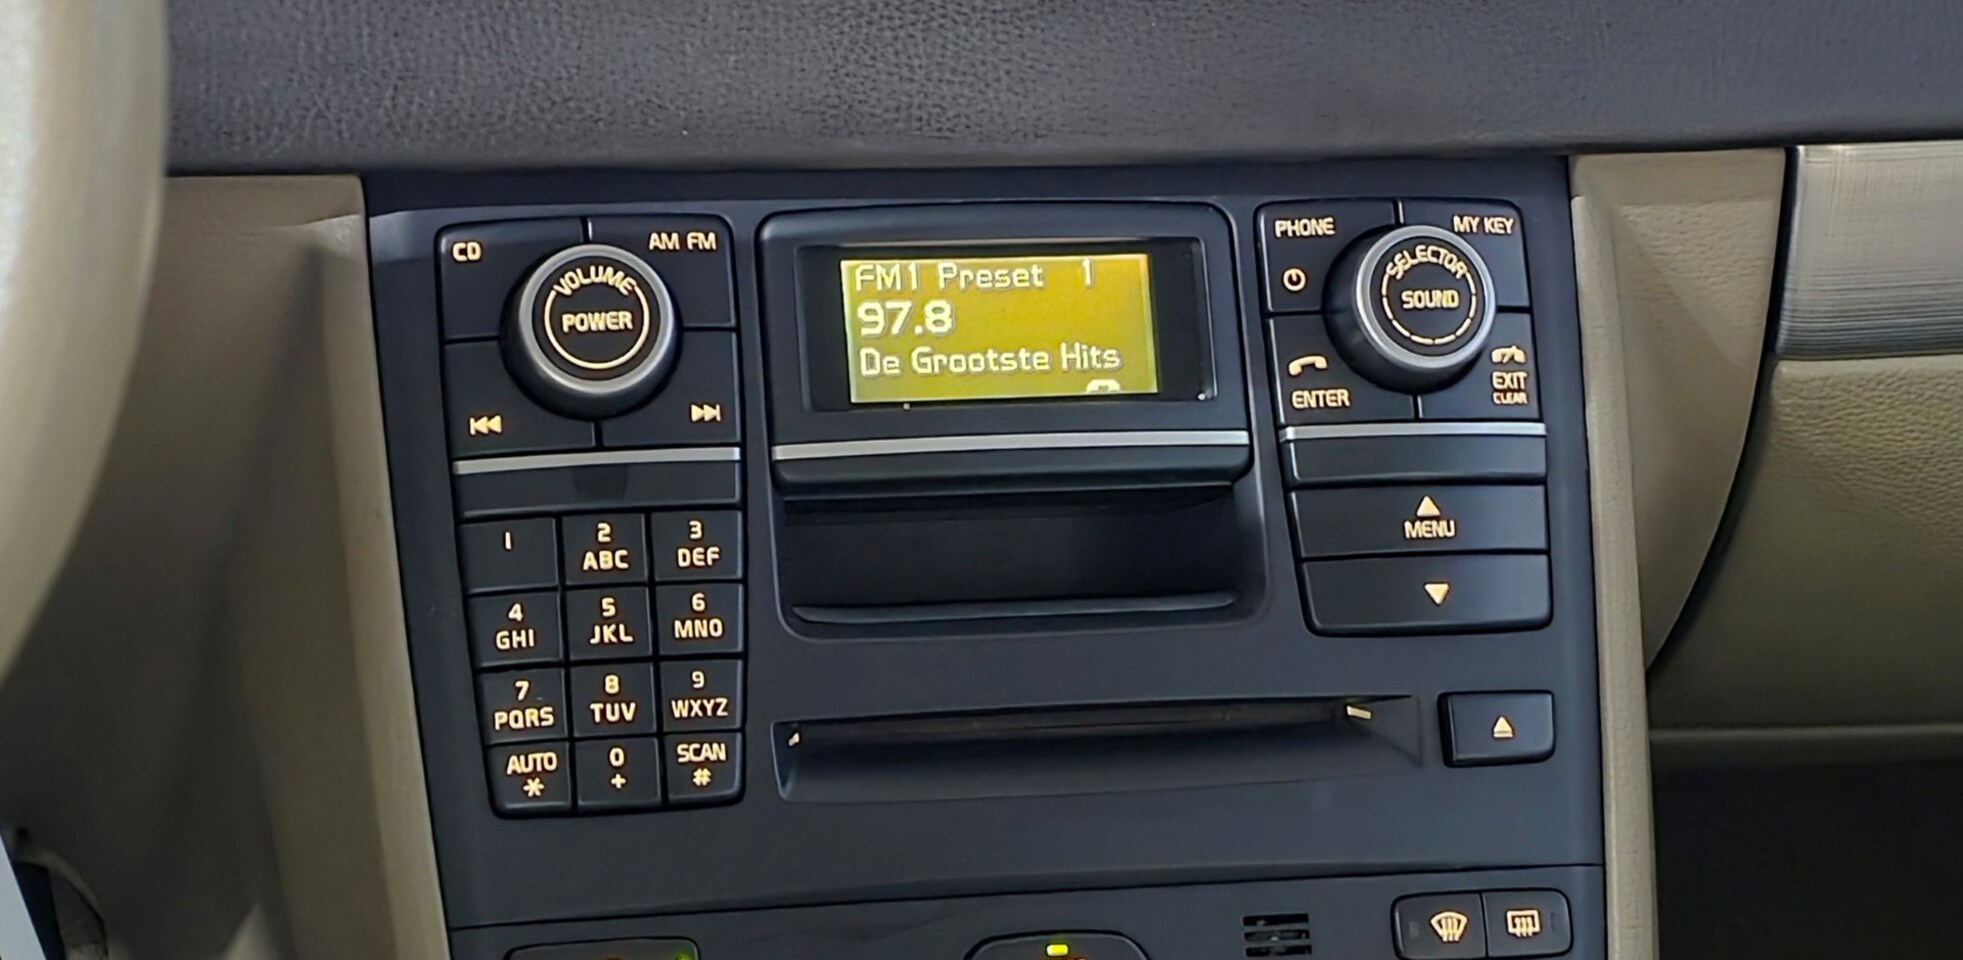 CD
AM FM
VOLUME
POWER
FM1 Preset 1
97.8
De Grootste Hits
PHONE
MY KEY
SELECTOR
SOUND
ENTER
EXIT
CLEAR
MENU
1
2
ABC
3
DEF
4
GHI
5
JKL
6
MNO
7
PQRS
8
TUV
9
WXYZ
AUTO
*
0
+
SCAN
#